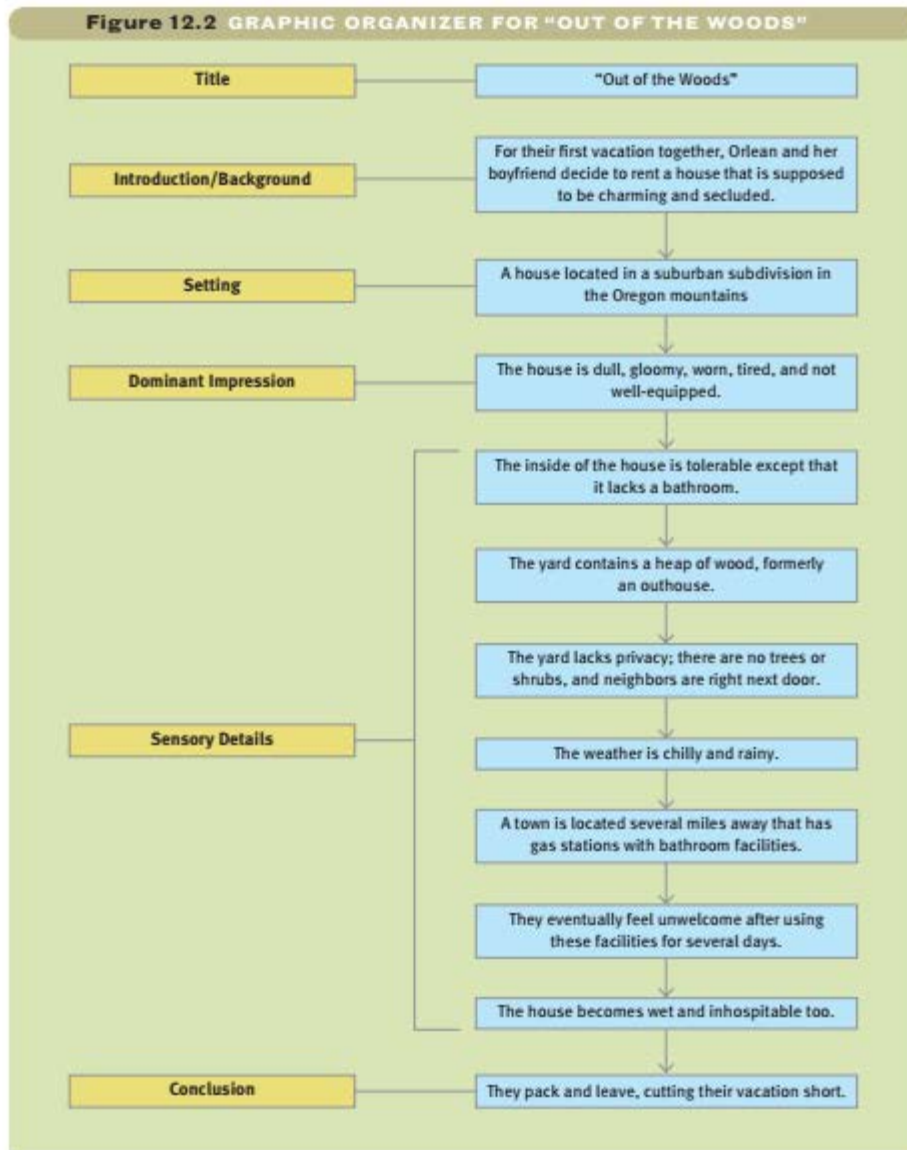 Figure 12.2 GRAPHIC ORGANIZER FOR "OUT OF THE WOODS"
Title
"Out of the Woods"
Introduction/Background
For their first vacation together, Orlean and her
boyfriend decide to rent a house that is supposed
to be charming and secluded.
Setting
A house located in a suburban subdivision in
the Oregon mountains
Dominant Impression
The house is dull, gloomy, worn, tired, and not
well-equipped.
Sensory Details
The inside of the house is tolerable except that
it lacks a bathroom.
The yard contains a heap of wood, formerly
an outhouse.
The yard lacks privacy; there are no trees or
shrubs, and neighbors are right next door.
The weather is chilly and rainy.
A town is located several miles away that has
gas stations with bathroom facilities.
They eventually feel unwelcome after using
these facilities for several days.
The house becomes wet and inhospitable too.
Conclusion
They pack and leave, cutting their vacation short.